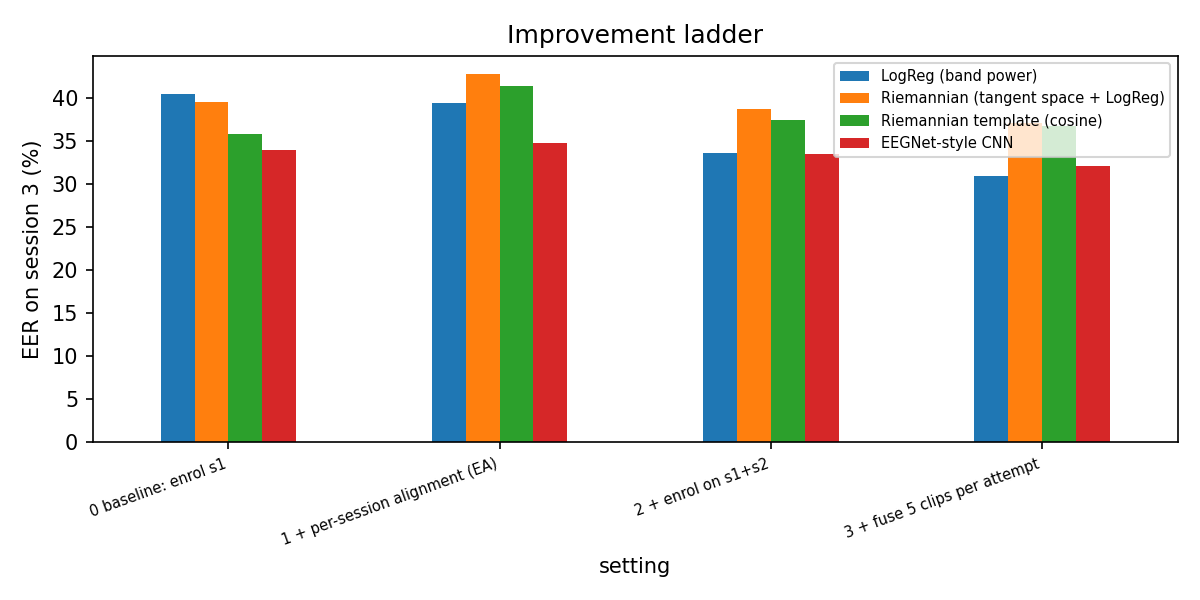 Improvement ladder
LogReg (band power)
Riemannian (tangent space + LogReg)
Riemannian template (cosine)
EEGNet-style CNN
EER on session 3 (%)
40
35
30
25
20
15
10
5
0
0 baseline: enrol s1
1 + per-session alignment (EA)
2 + enrol on s1+s2
3 + fuse 5 clips per attempt
setting